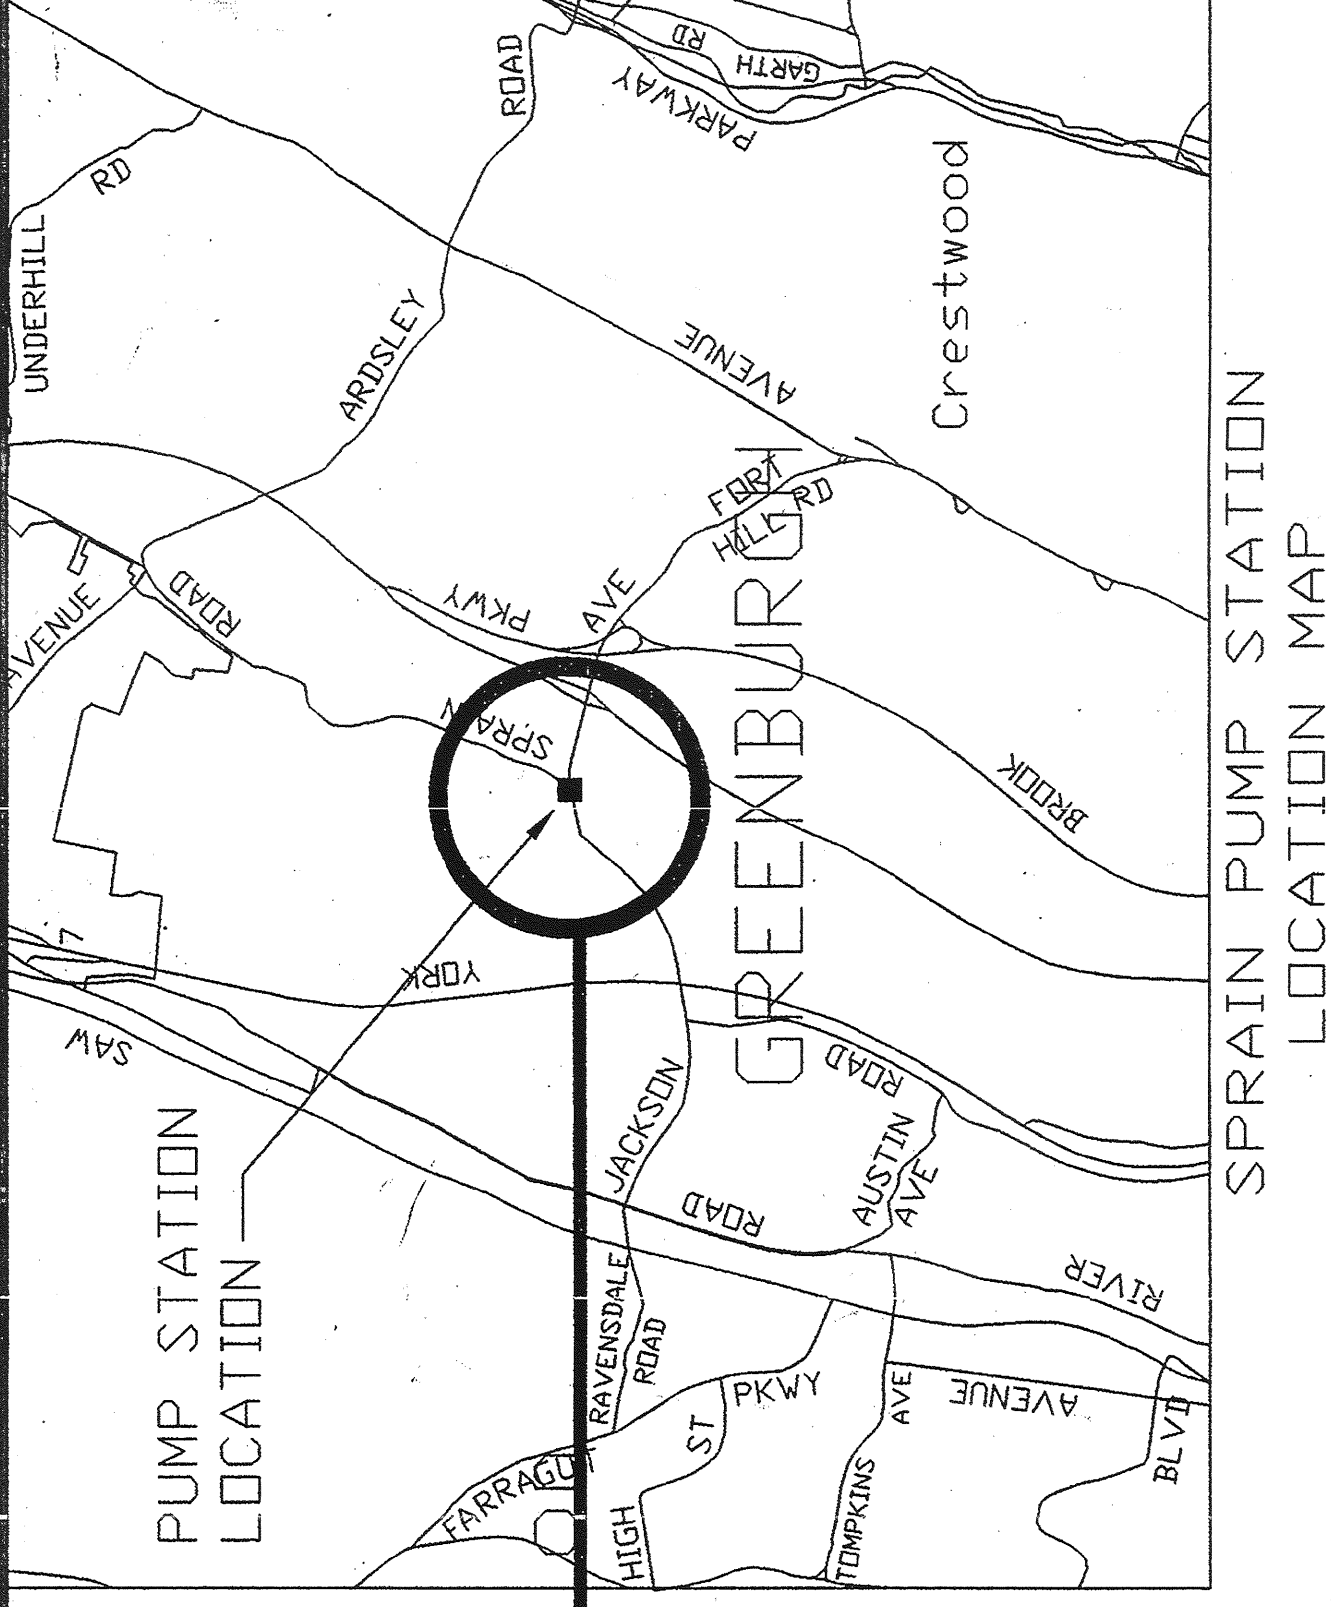 PUMP STATION
LOCATION
UNDERHILL
RD
ARDSLEY
ROAD
PARKWAY
GARTH
RD
AVENUE
Crestwood
AVENUE
ROAD
PKWY
AVE
FORT
HILL RD
SPRAIN
GREENBURGH
BROOK
YORK
SAW
JACKSON
ROAD
AUSTIN
AVE
ROAD
RIVER
RAVENSDALE
ROAD
FARRAGUT
PKWY
HIGH
ST
TOMPKINS
AVE
AVENUE
BLVD
SPRAIN PUMP STATION
LOCATION MAP